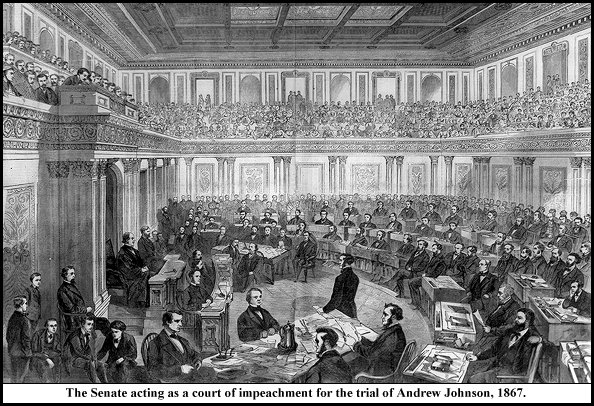 The Senate acting as a court of impeachment for the trial of Andrew Johnson, 1867.